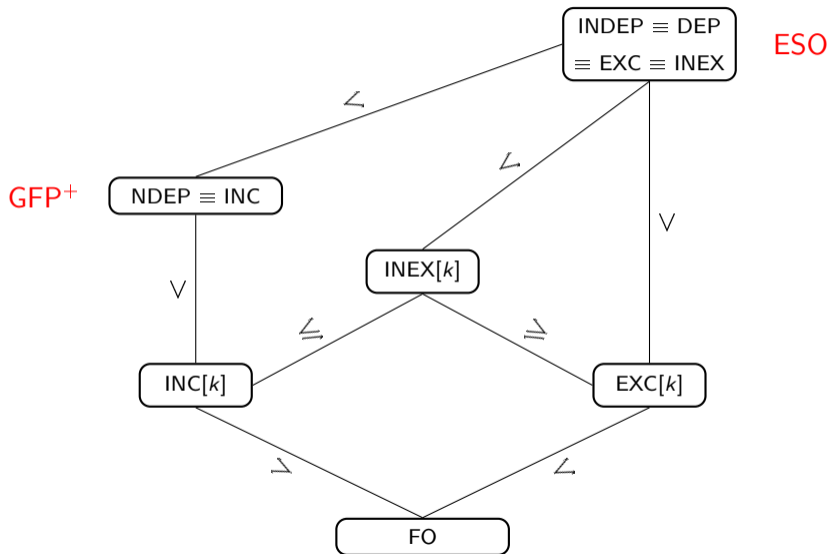 INDEP ≡ DEP
≡ EXC ≡ INEX
ESO
<
<
GFP⁺
NDEP ≡ INC
∨
INEX[k]
∨
≤
≥
INC[k]
EXC[k]
>
<
FO